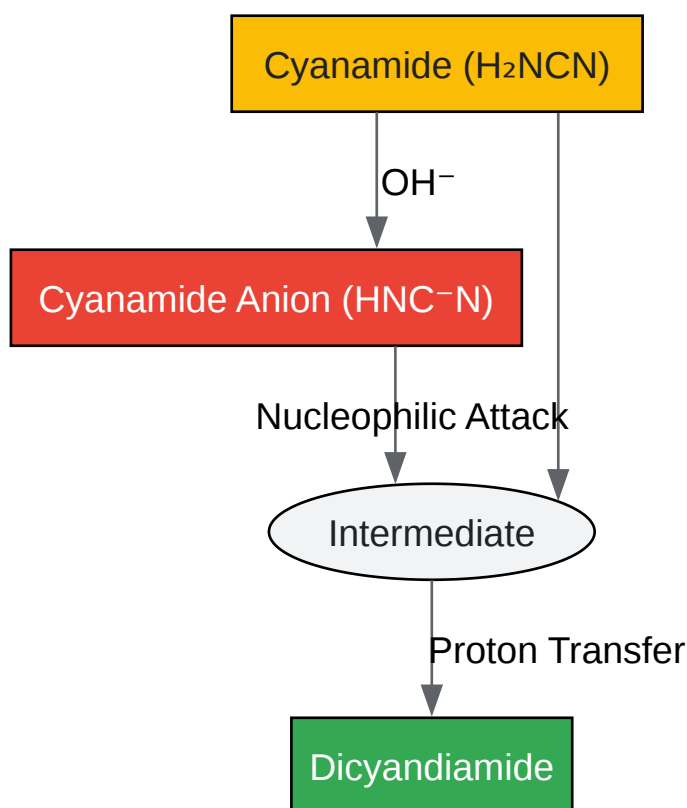 Cyanamide (H₂NCN)
OH⁻
Cyanamide Anion (HNC⁻N)
Nucleophilic Attack
Intermediate
Proton Transfer
Dicyandiamide